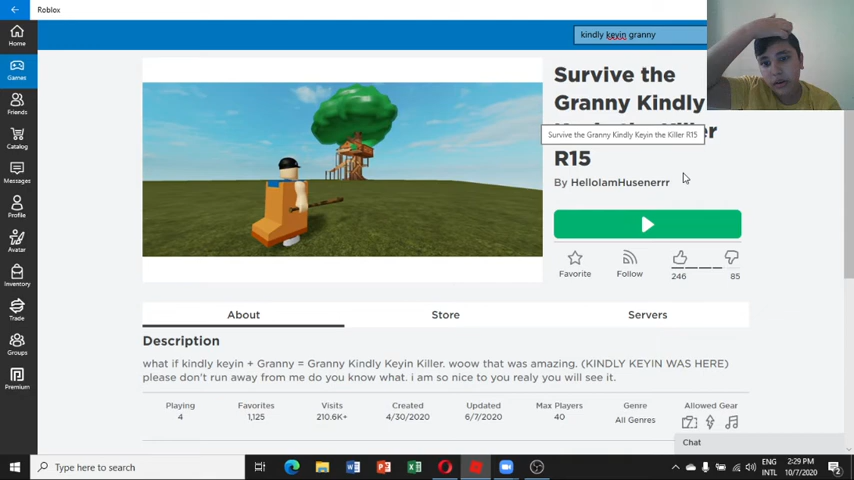 Roblox
kindly keyin granny
Home
Games
Friends
Catalog
Messages
Profile
Avatar
Inventory
Trade
Groups
Premium
Survive the
Granny Kindly
Survive the Granny Kindly Keyin the Killer R15
R15
By HelloIamHusenerrr
Favorite
Follow
246
85
About
Store
Servers
Description
what if kindly keyin + Granny = Granny Kindly Keyin Killer. woow that was amazing. (KINDLY KEYIN WAS HERE)
please don't run away from me do you know what. i am so nice to you realy you will see it.
Playing
4
Favorites
1,125
Visits
210.6K+
Created
4/30/2020
Updated
6/7/2020
Max Players
40
Genre
All Genres
Allowed Gear
Chat
Type here to search
ENG
INTL
2:29 PM
10/7/2020
2